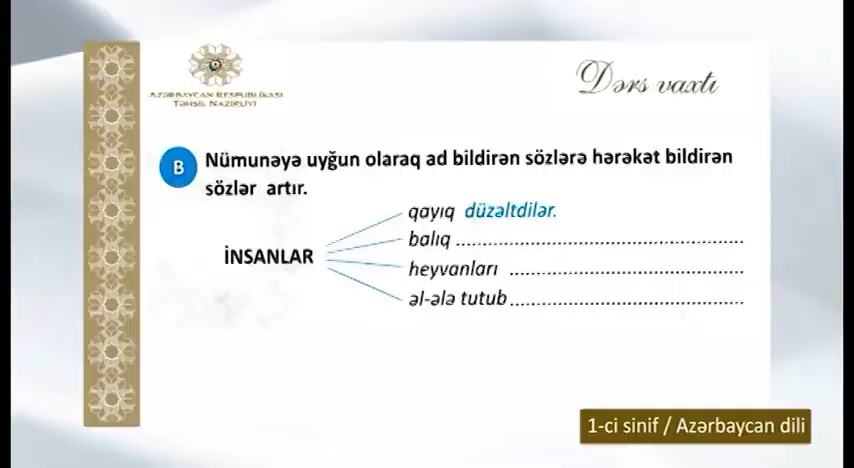 AZƏRBAYCAN RESPUBLİKASI
TƏHSİL NAZİRLİYİ
Dərs vaxtı
B Nümunəyə uyğun olaraq ad bildirən sözlərə hərəkət bildirən
sözlər artır.
qayıq düzəltdilər.
balıq ................................................
İNSANLAR
heyvanları .......................................
əl-ələ tutub.......................................
1-ci sinif / Azərbaycan dili